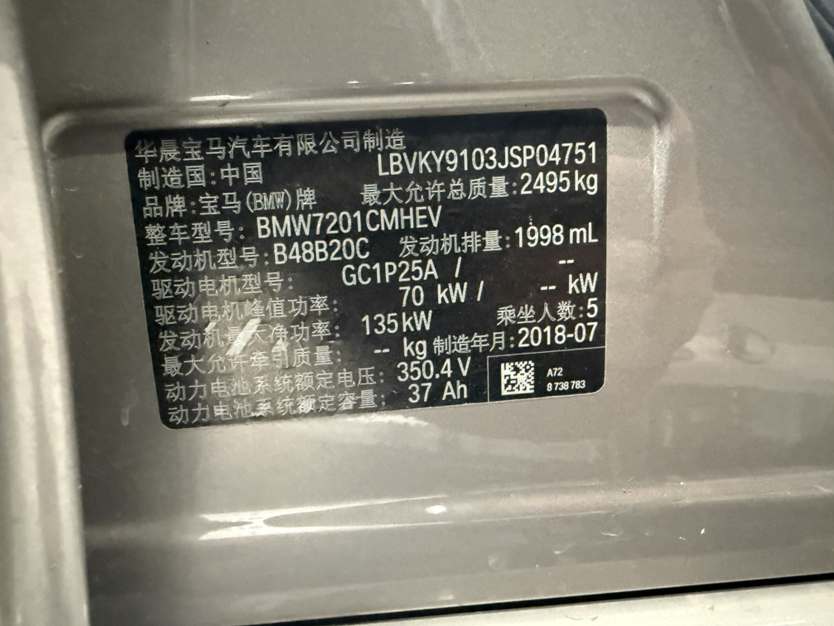 华晨宝马汽车有限公司制造
制造国:中国 LBVKY9103JSP04751
品牌:宝马(BMW)牌 最大允许总质量:2495kg
整车型号: BMW7201CMHEV
发动机型号: B48B20C 发动机排量: 1998 mL
驱动电机型号: GC1P25A / --
驱动电机峰值功率: 70 kW / -- kW
发动机最大净功率: 135kW 乘坐人数:5
最大允许牵引质量: -- kg 制造年月:2018-07
动力电池系统额定电压: 350.4 V
动力电池系统额定容量: 37 Ah
A72
8 738 783